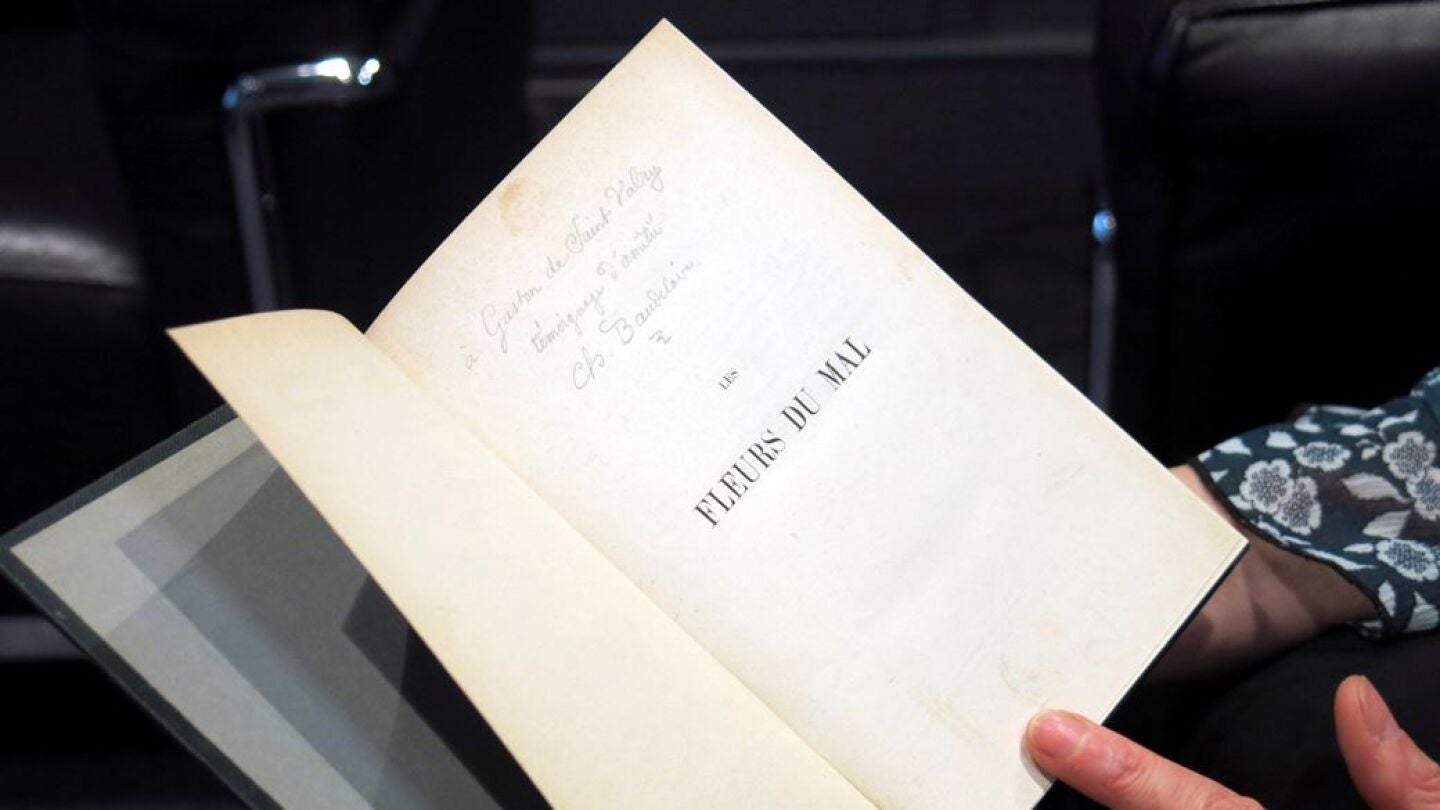 à Gaston de Saint Valry
témoignage d'amitié
Ch. Baudelaire.
LES
FLEURS DU MAL